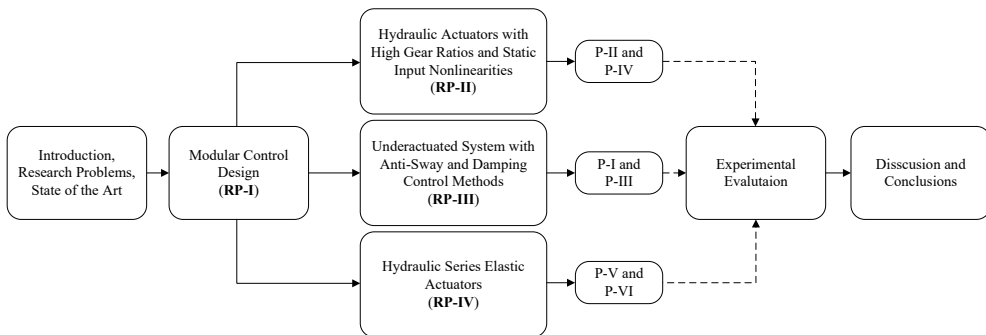 Introduction,
Research Problems,
State of the Art
Modular Control
Design
(RP-I)
Hydraulic Actuators with
High Gear Ratios and Static
Input Nonlinearities
(RP-II)
P-II and
P-IV
Underactuated System with
Anti-Sway and Damping
Control Methods
(RP-III)
P-I and
P-III
Hydraulic Series Elastic
Actuators
(RP-IV)
P-V and
P-VI
Experimental
Evalutaion
Disscusion and
Conclusions